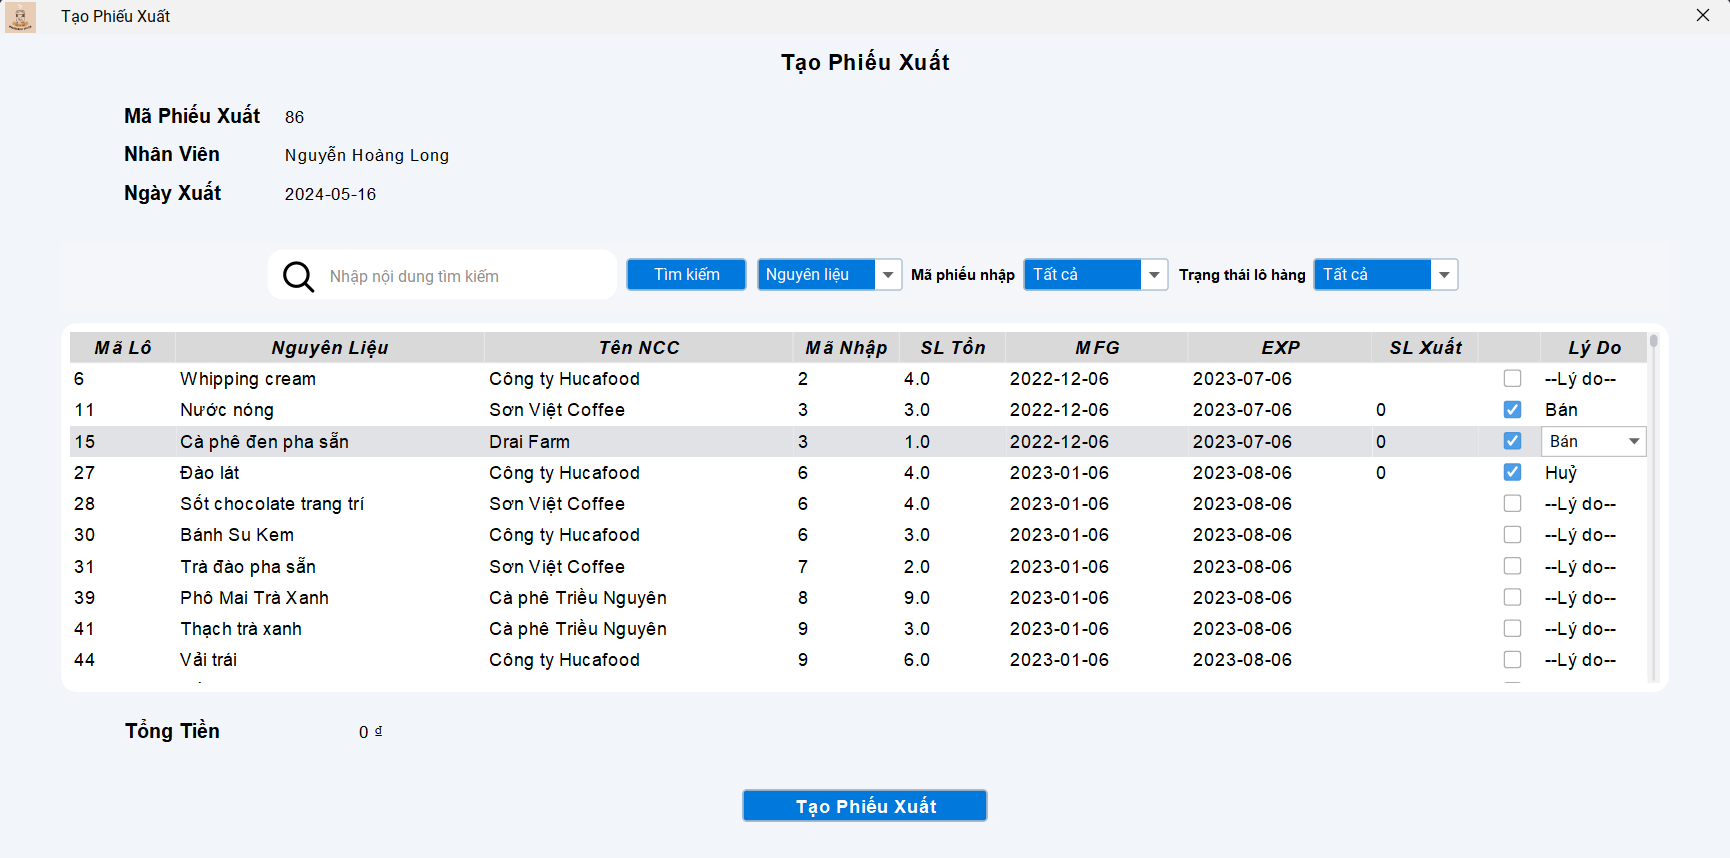 Tạo Phiếu Xuất
Tạo Phiếu Xuất
Mã Phiếu Xuất 86
Nhân Viên Nguyễn Hoàng Long
Ngày Xuất 2024-05-16
Nhập nội dung tìm kiếm Tìm kiếm Nguyên liệu Mã phiếu nhập Tất cả Trạng thái lô hàng Tất cả
Mã Lô Nguyên Liệu Tên NCC Mã Nhập SL Tồn MFG EXP SL Xuất Lý Do
6 Whipping cream Công ty Hucafood 2 4.0 2022-12-06 2023-07-06 --Lý do--
11 Nước nóng Sơn Việt Coffee 3 3.0 2022-12-06 2023-07-06 0 Bán
15 Cà phê đen pha sẵn Drai Farm 3 1.0 2022-12-06 2023-07-06 0 Bán
27 Đào lát Công ty Hucafood 6 4.0 2023-01-06 2023-08-06 0 Huỷ
28 Sốt chocolate trang trí Sơn Việt Coffee 6 4.0 2023-01-06 2023-08-06 --Lý do--
30 Bánh Su Kem Công ty Hucafood 6 3.0 2023-01-06 2023-08-06 --Lý do--
31 Trà đào pha sẵn Sơn Việt Coffee 7 2.0 2023-01-06 2023-08-06 --Lý do--
39 Phô Mai Trà Xanh Cà phê Triều Nguyên 8 9.0 2023-01-06 2023-08-06 --Lý do--
41 Thạch trà xanh Cà phê Triều Nguyên 9 3.0 2023-01-06 2023-08-06 --Lý do--
44 Vải trái Công ty Hucafood 9 6.0 2023-01-06 2023-08-06 --Lý do--
Tổng Tiền 0 ₫
Tạo Phiếu Xuất